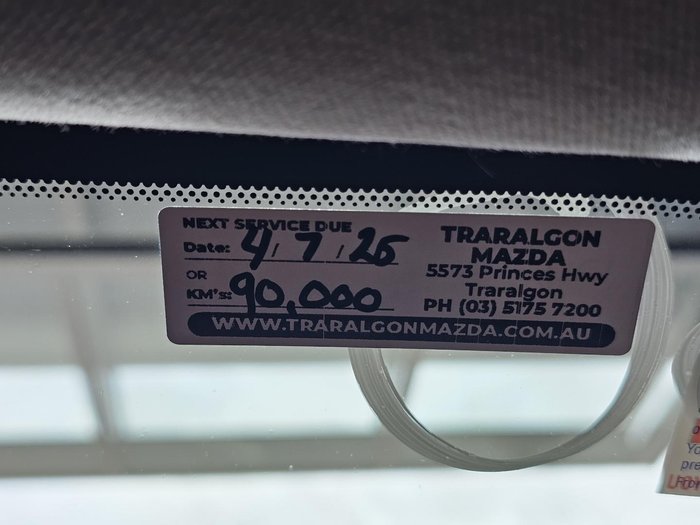 NEXT SERVICE DUE
Date: 4/7/26
OR
KM's: 90,000
WWW.TRARALGONMAZDA.COM.AU
TRARALGON
MAZDA
5573 Princes Hwy
Traralgon
PH (03) 5175 7200